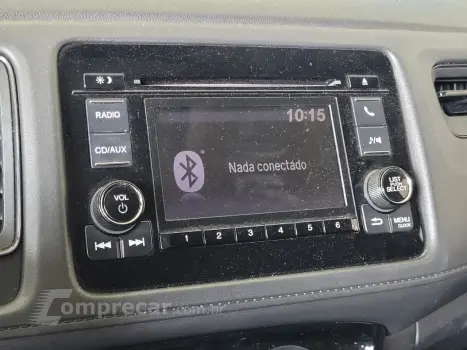 10:15
RADIO
CD/AUX
Nada conectado
VOL
LIST
PUSH
SELECT
1 2 3 4 5 6
MENU
CLOCK
Comprecar.com.br